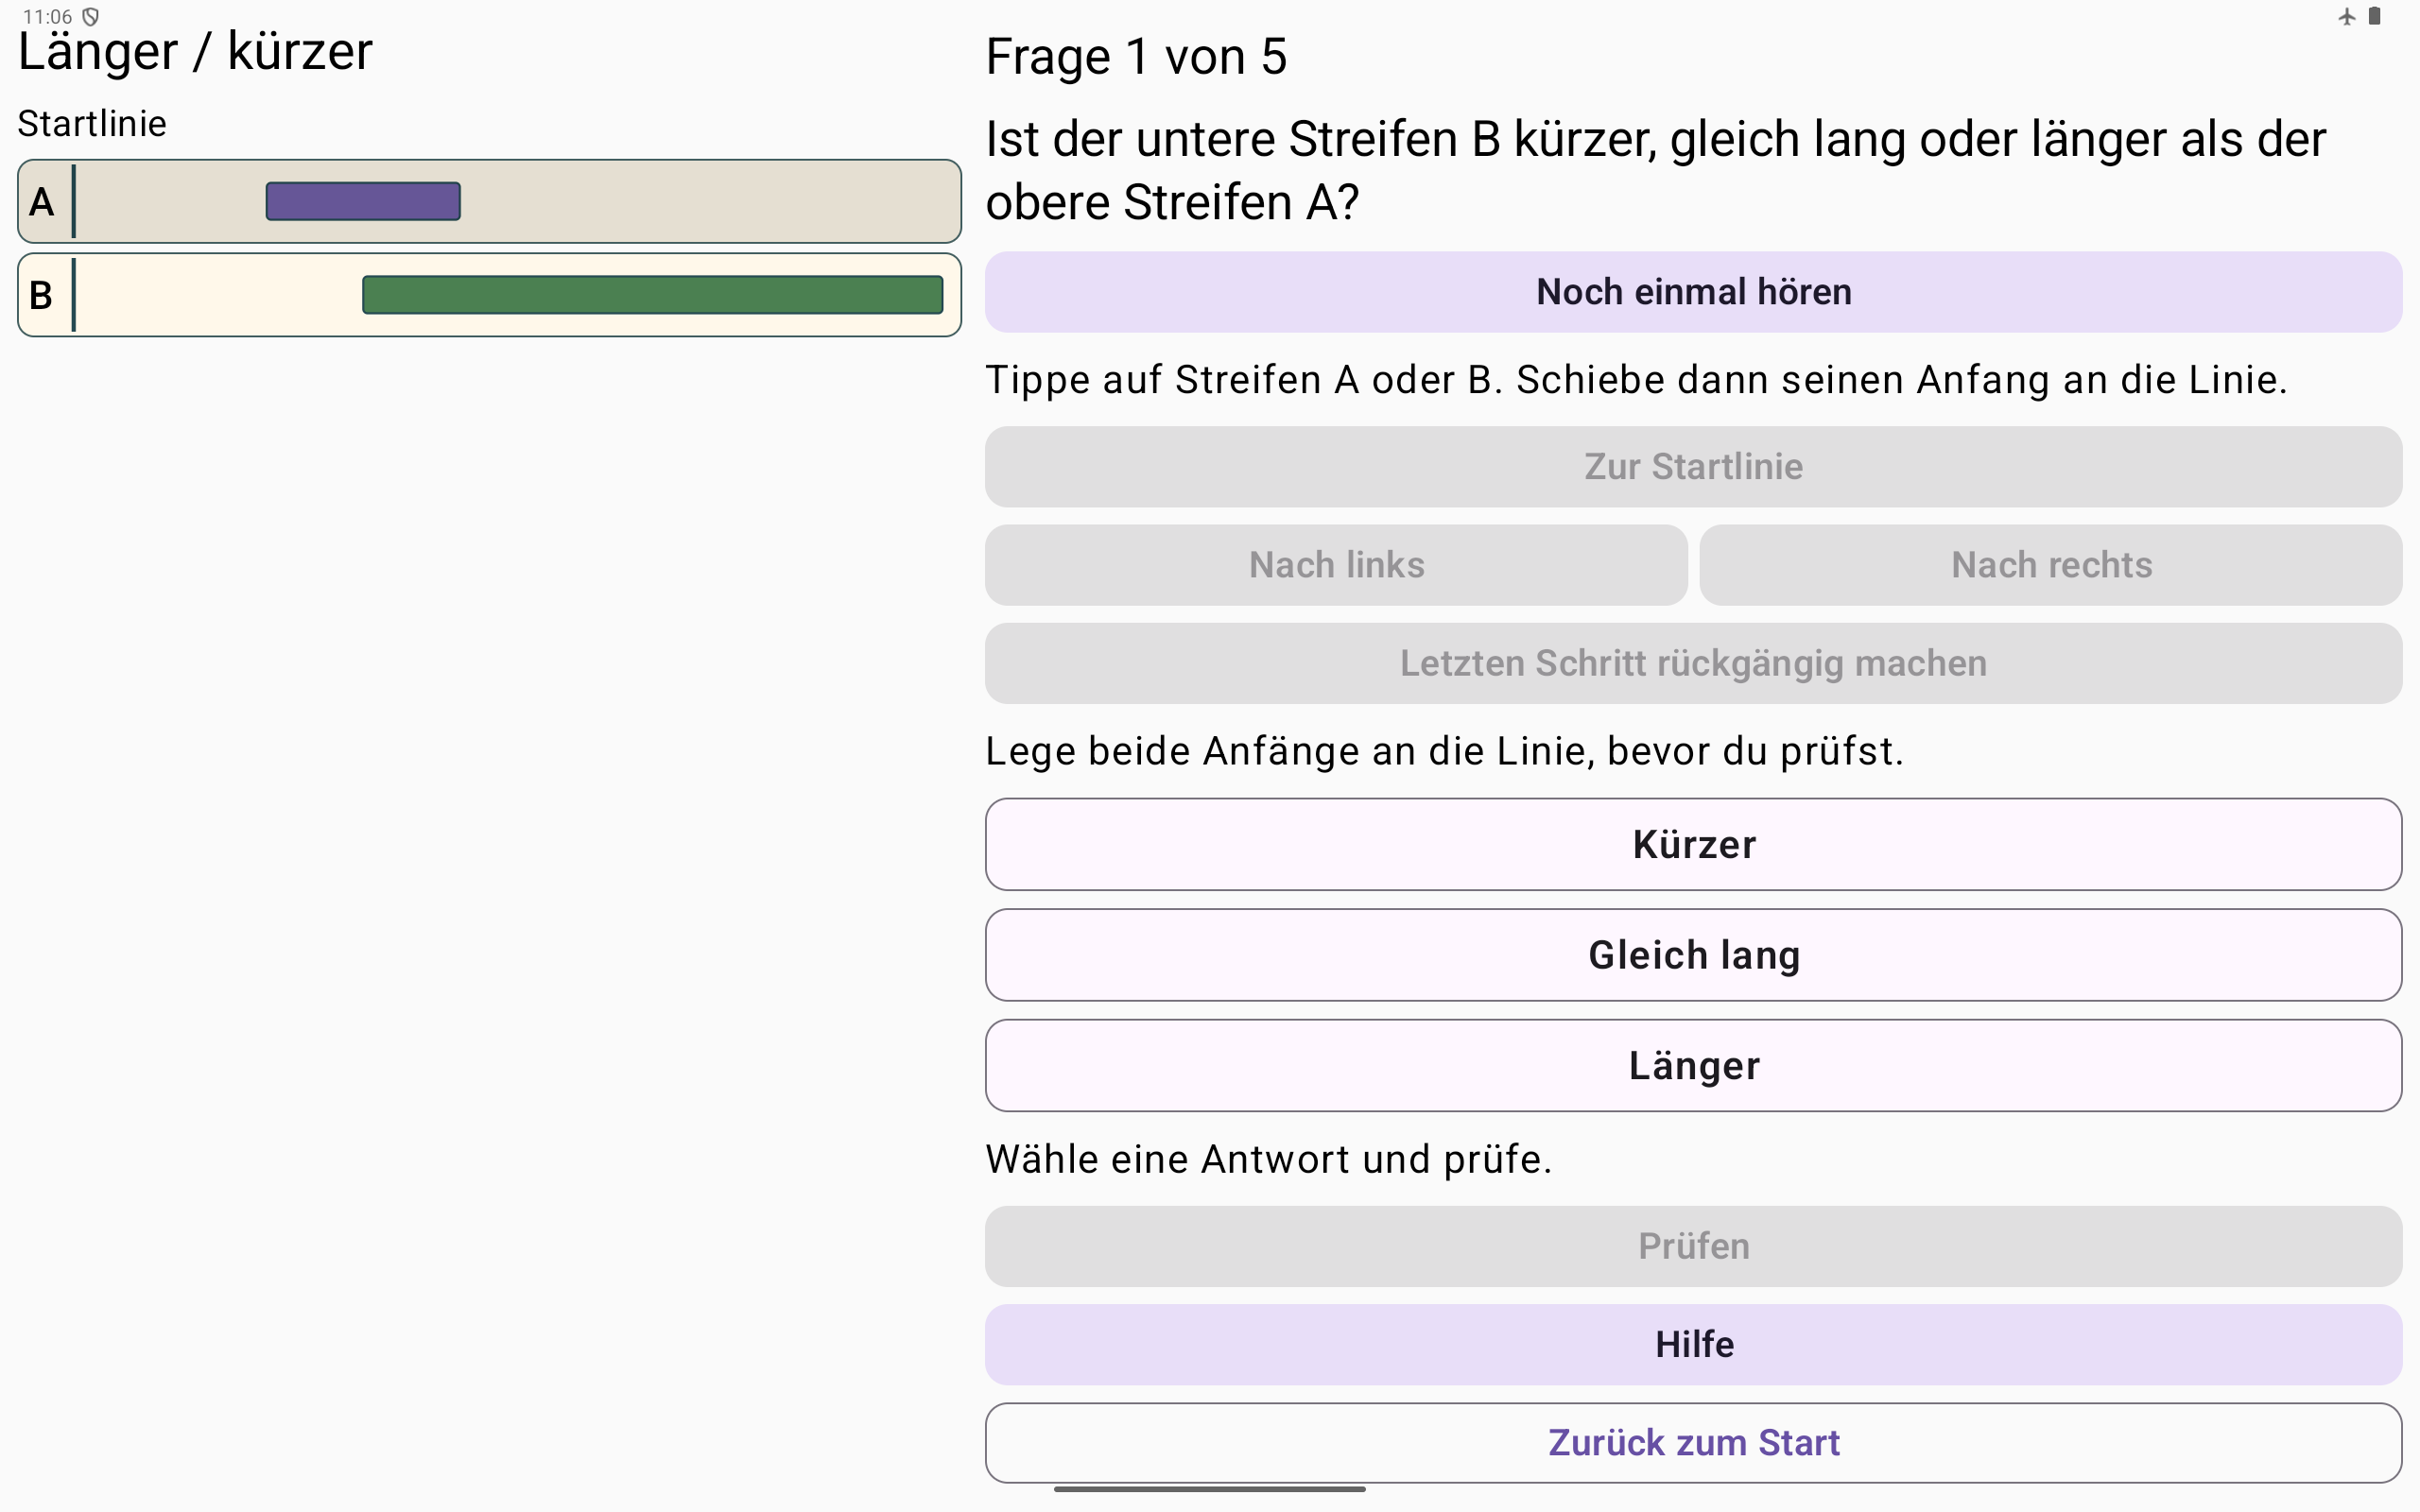 11:06
Länger / kürzer
Startlinie
A
B
Frage 1 von 5
Ist der untere Streifen B kürzer, gleich lang oder länger als der
obere Streifen A?
Noch einmal hören
Tippe auf Streifen A oder B. Schiebe dann seinen Anfang an die Linie.
Zur Startlinie
Nach links
Nach rechts
Letzten Schritt rückgängig machen
Lege beide Anfänge an die Linie, bevor du prüfst.
Kürzer
Gleich lang
Länger
Wähle eine Antwort und prüfe.
Prüfen
Hilfe
Zurück zum Start